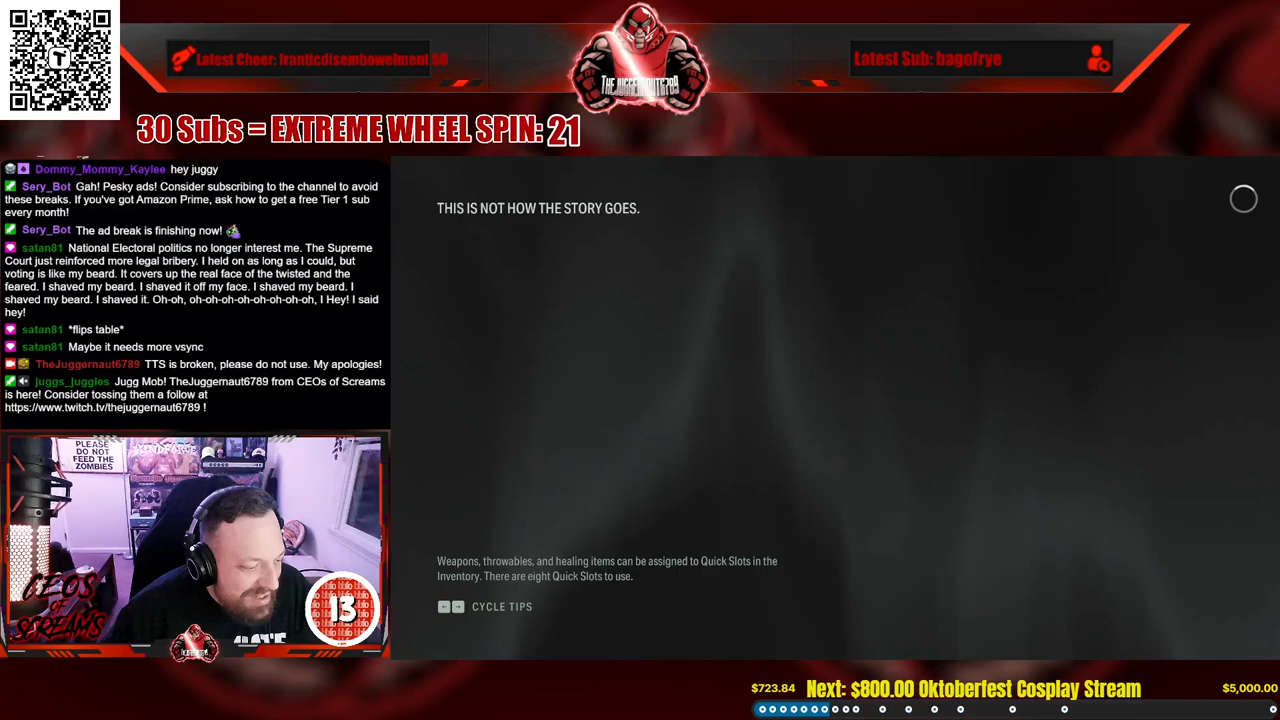 Latest Cheer: franticdisembowelment 50
THEJUGGERNAUT6789
Latest Sub: bagofrye
30 Subs = EXTREME WHEEL SPIN: 21
Dommy_Mommy_Kaylee hey juggy
Sery_Bot Gah! Pesky ads! Consider subscribing to the channel to avoid
these breaks. If you've got Amazon Prime, ask how to get a free Tier 1 sub
every month!
Sery_Bot The ad break is finishing now!
satan81 National Electoral politics no longer interest me. The Supreme
Court just reinforced more legal bribery. I held on as long as I could, but
voting is like my beard. It covers up the real face of the twisted and the
feared. I shaved my beard. I shaved it off my face. I shaved my beard. I
shaved my beard. I shaved it. Oh-oh, oh-oh-oh-oh-oh-oh-oh, I Hey! I said
hey!
satan81 *flips table*
satan81 Maybe it needs more vsync
TheJuggernaut6789 TTS is broken, please do not use. My apologies!
juggs_juggles Jugg Mob! TheJuggernaut6789 from CEOs of Screams
is here! Consider tossing them a follow at
https://www.twitch.tv/thejuggernaut6789 !
THIS IS NOT HOW THE STORY GOES.
Weapons, throwables, and healing items can be assigned to Quick Slots in the
Inventory. There are eight Quick Slots to use.
CYCLE TIPS
PLEASE
DO NOT
FEED THE
ZOMBIES
CEOS
OF
SCREAMS
13
$723.84 Next: $800.00 Oktoberfest Cosplay Stream $5,000.00